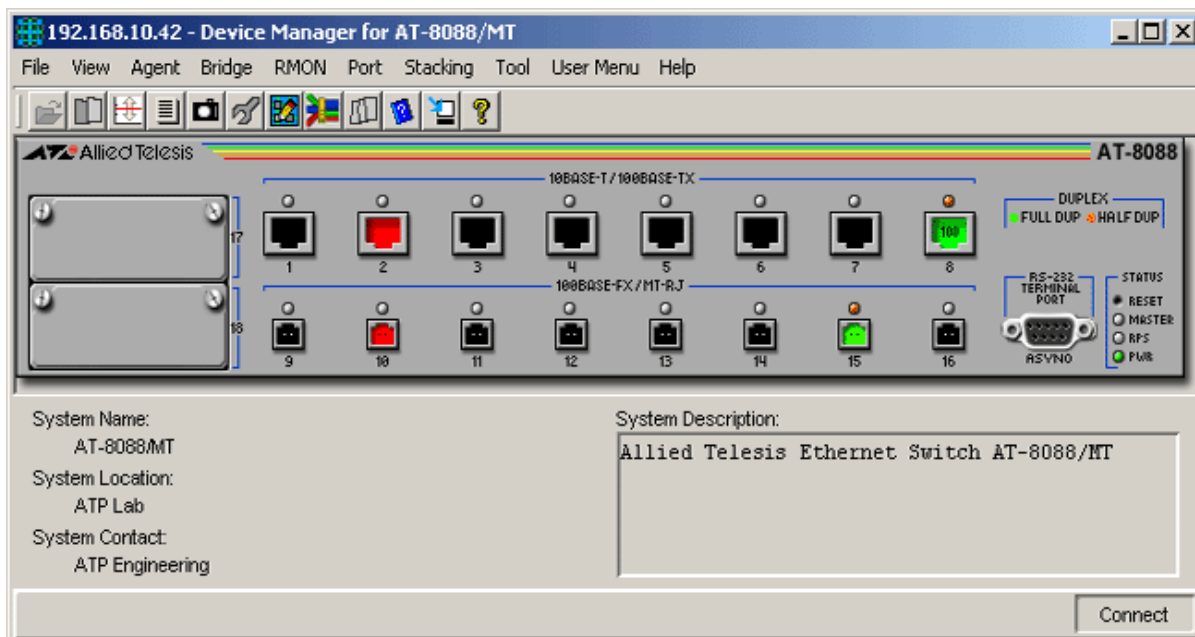 192.168.10.42 - Device Manager for AT-8088/MT
File View Agent Bridge RMON Port Stacking Tool User Menu Help
Allied Telesis
AT-8088
10BASE-T/100BASE-TX
DUPLEX
FULL DUP HALF DUP
17
100
1 2 3 4 5 6 7 8
100BASE-FX/MT-RJ
RS-232
TERMINAL
PORT
STATUS
RESET
MASTER
RPS
PWR
18
ASYNO
9 10 11 12 13 14 15 16
System Name:
AT-8088/MT
System Location:
ATP Lab
System Contact:
ATP Engineering
System Description:
Allied Telesis Ethernet Switch AT-8088/MT
Connect